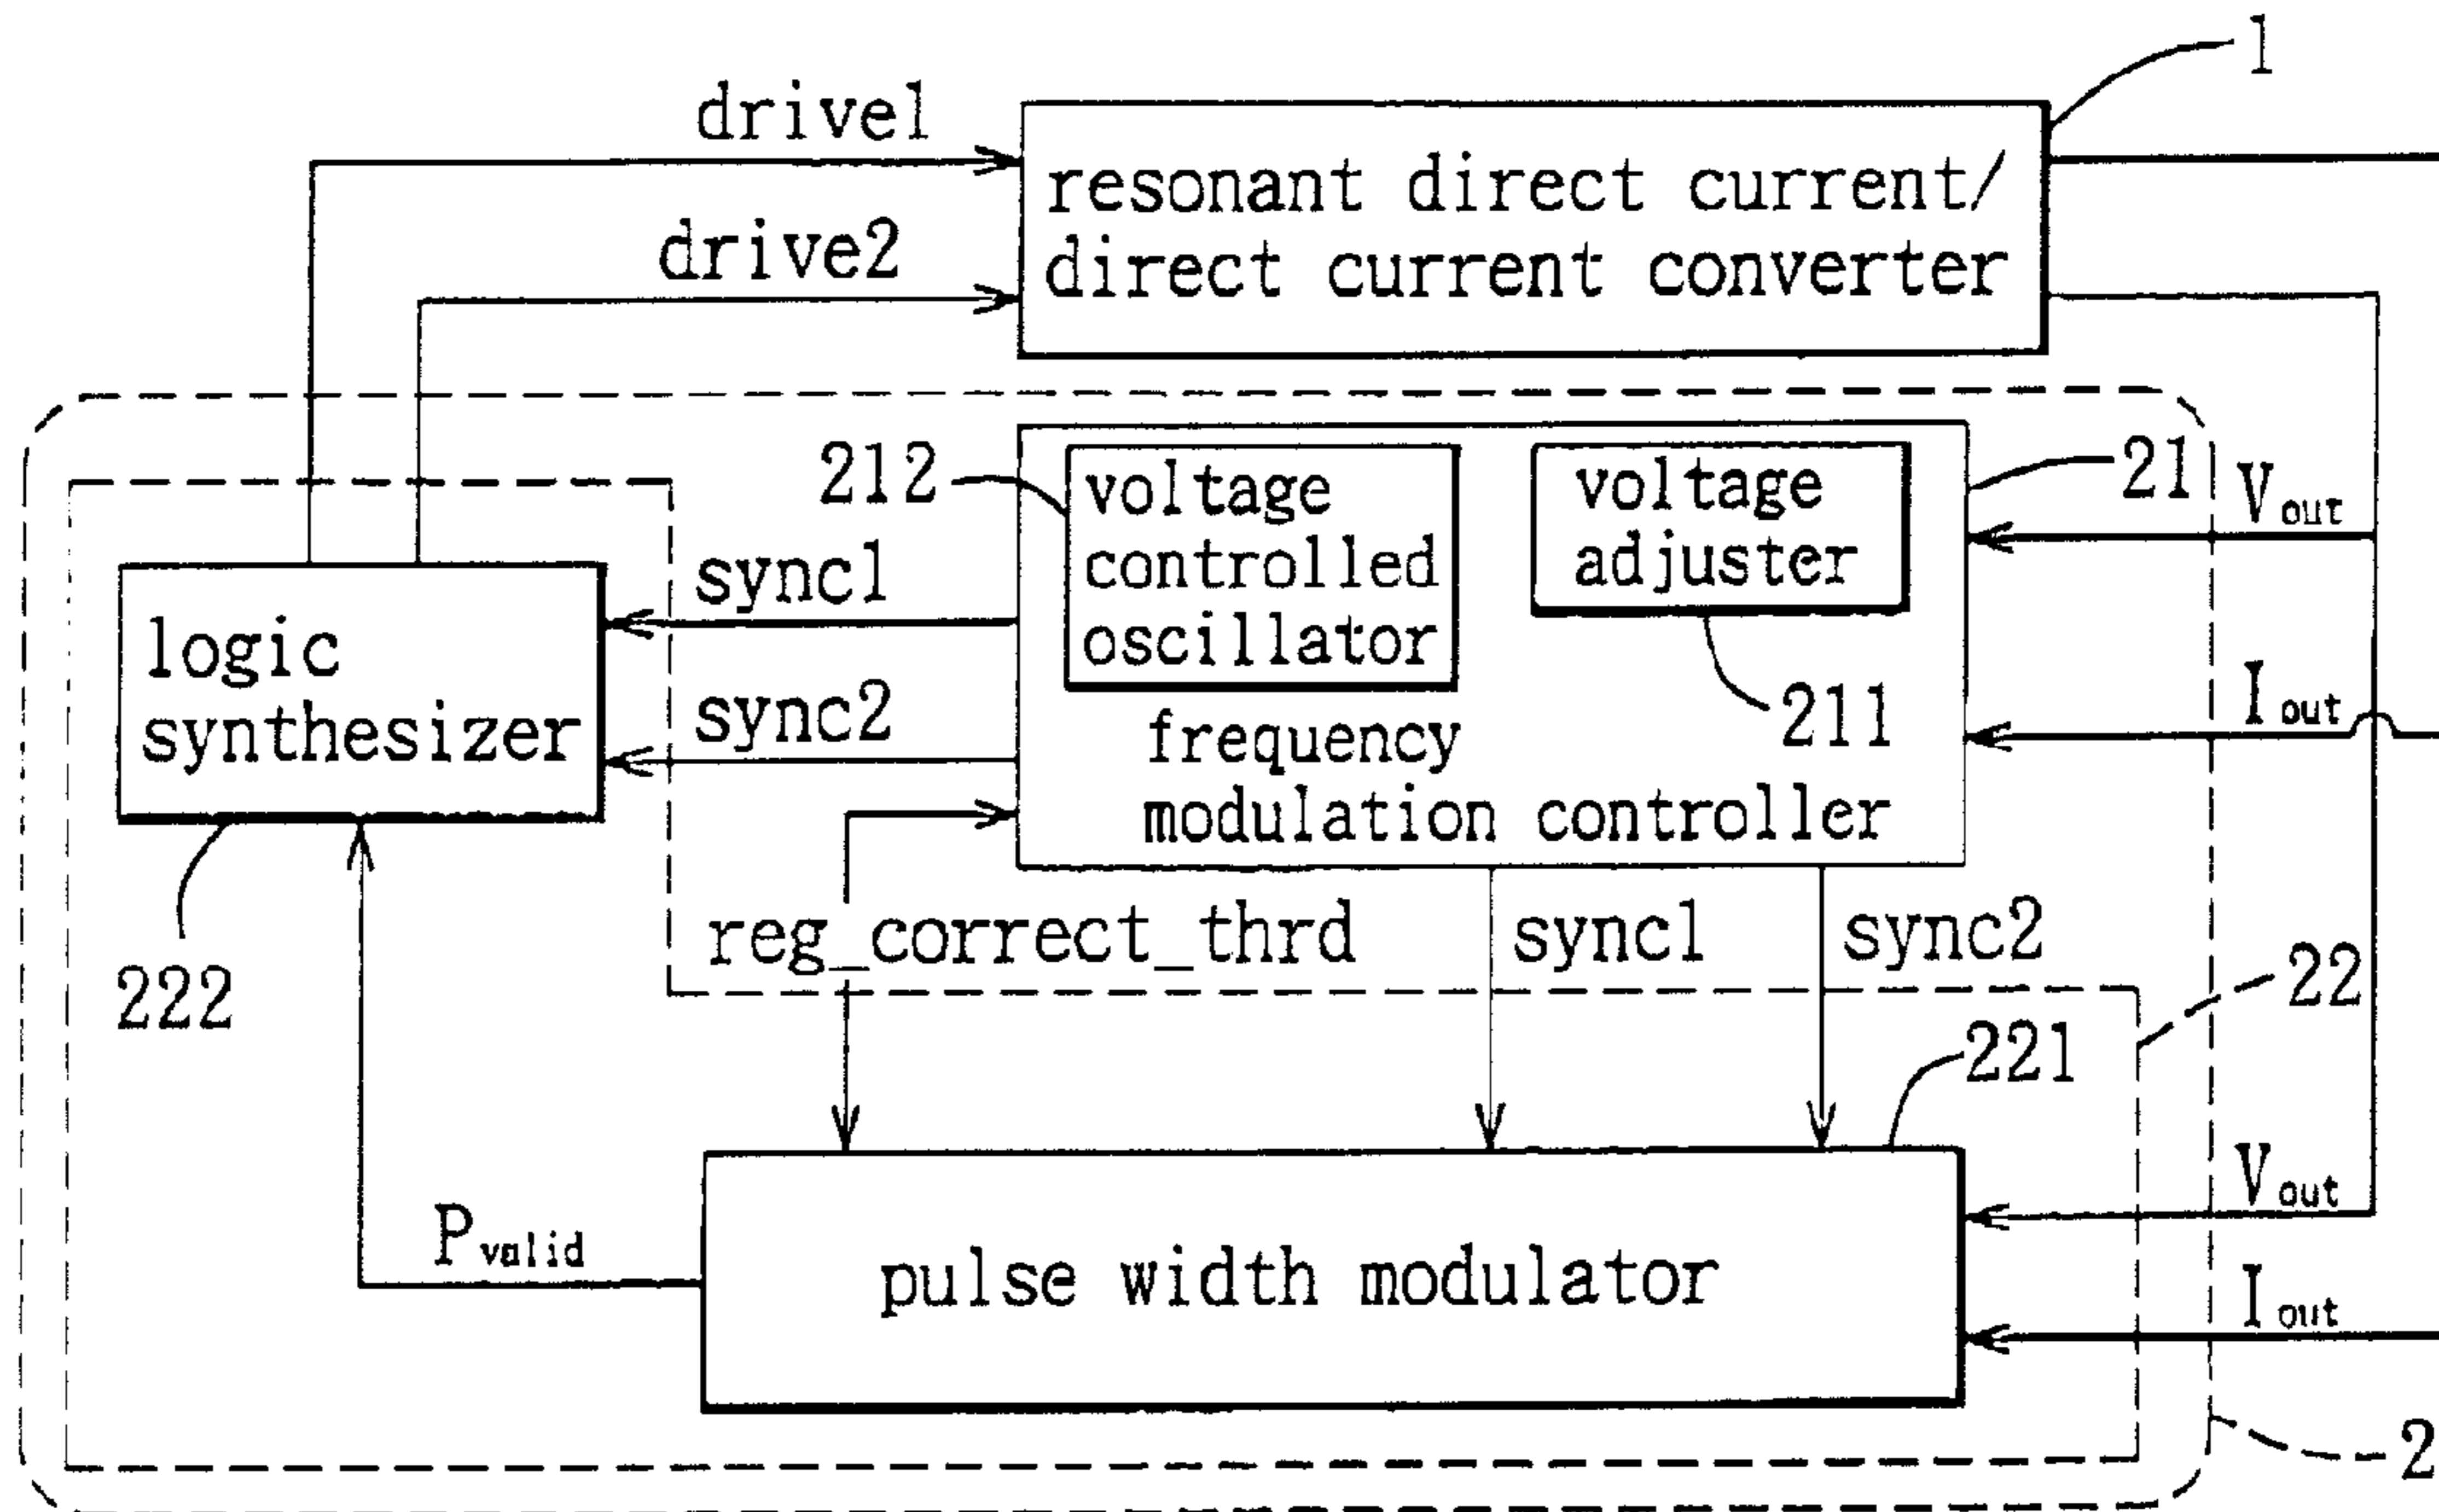 1
drive1
resonant direct current/
direct current converter
drive2
212
voltage
controlled
oscillator
voltage
adjuster
21
Vout
sync1
logic
synthesizer
sync2
211
Iout
frequency
modulation controller
reg_correct_thrd
sync1
sync2
222
22
221
Vout
Pvalid
pulse width modulator
Iout
2